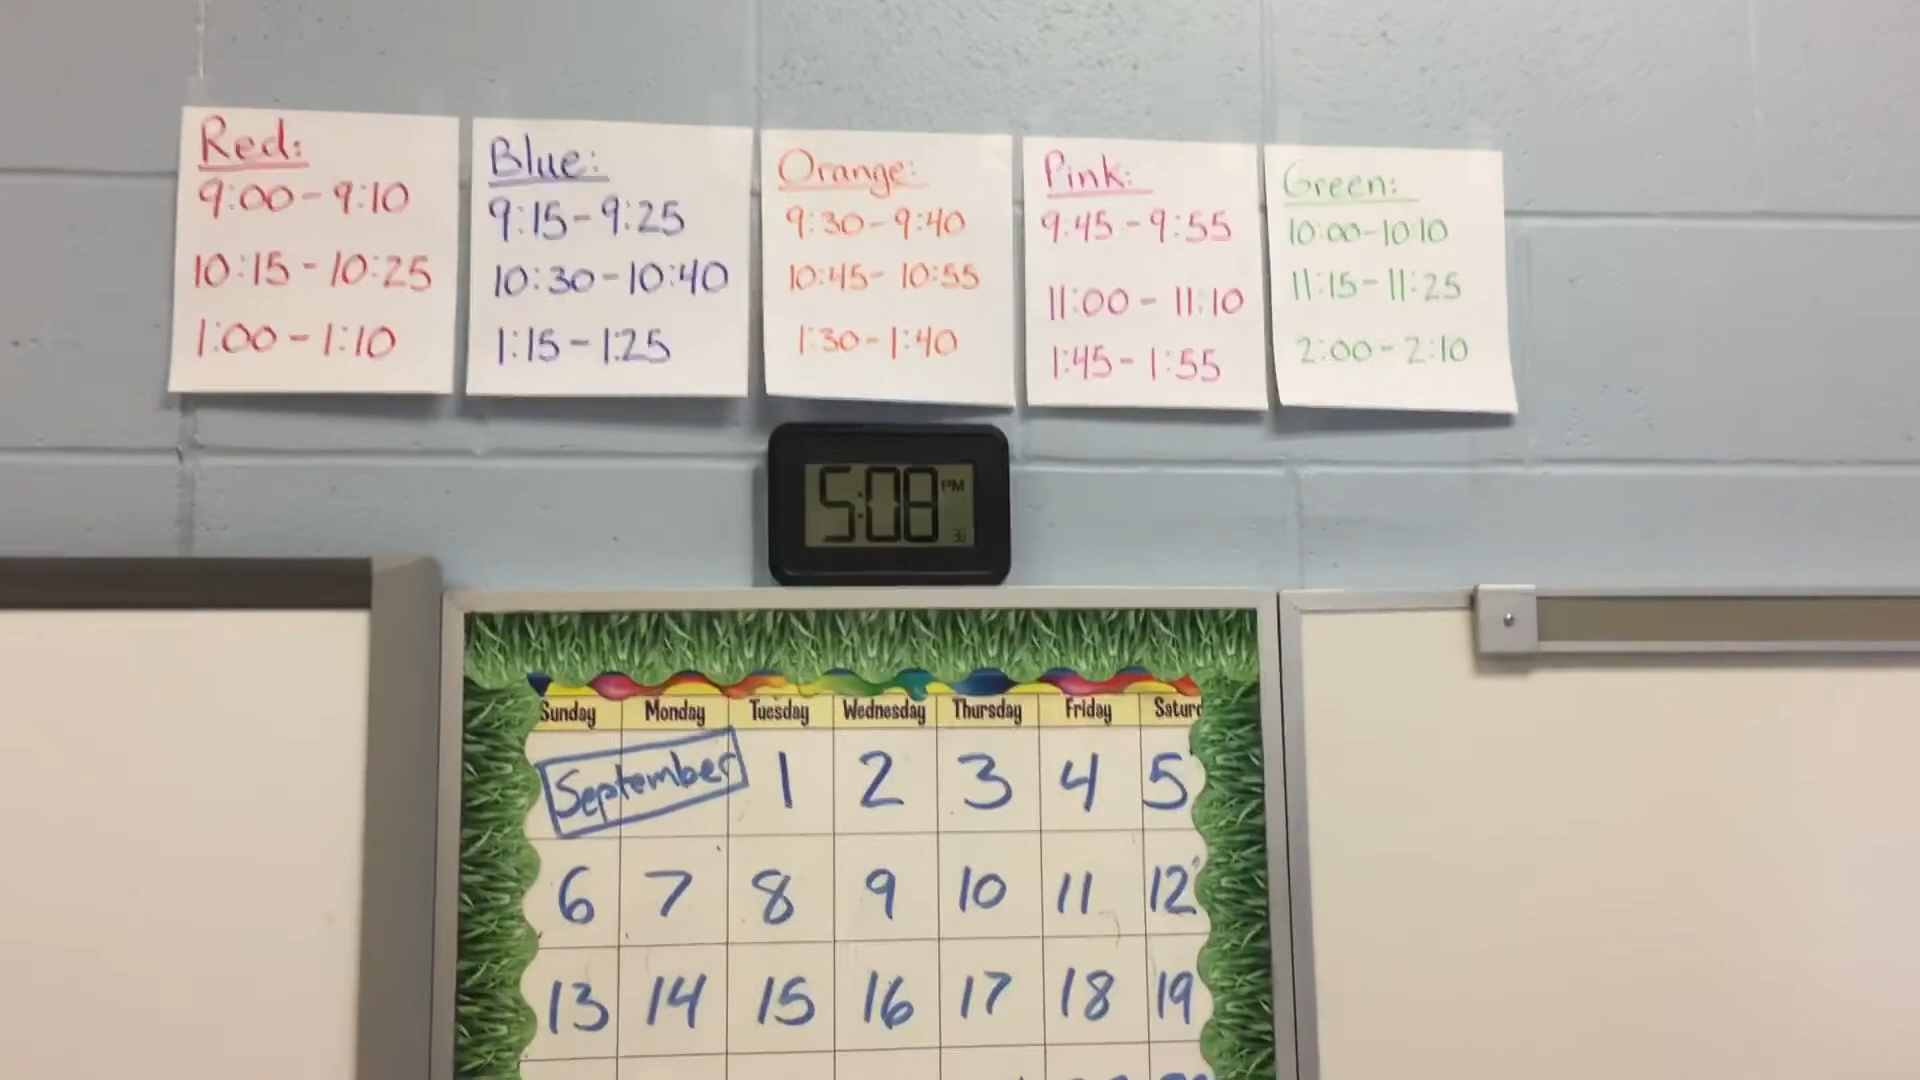 Red:
9:00-9:10
10:15-10:25
1:00-1:10
Blue:
9:15-9:25
10:30-10:40
1:15-1:25
Orange:
9:30-9:40
10:45-10:55
1:30-1:40
Pink:
9:45-9:55
11:00-11:10
1:45-1:55
Green:
10:00-10:10
11:15-11:25
2:00-2:10
5:08 PM
Sunday Monday Tuesday Wednesday Thursday Friday Satur
September 1 2 3 4 5
6 7 8 9 10 11 12
13 14 15 16 17 18 19